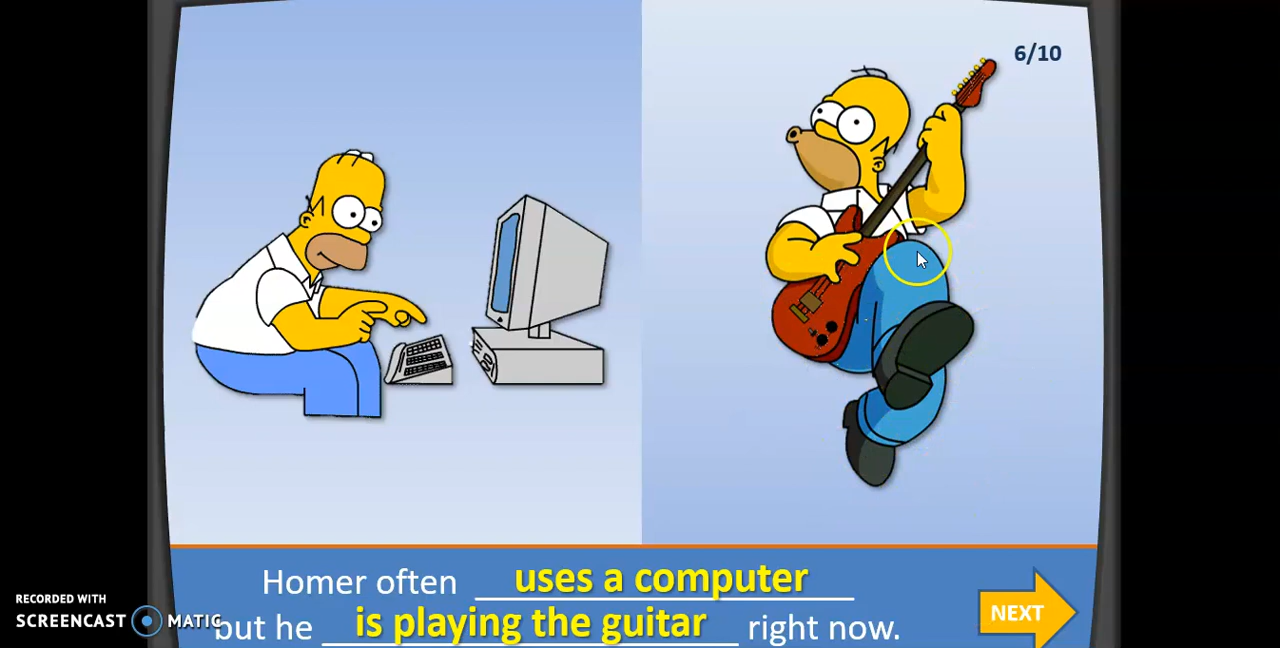 6/10
Homer often uses a computer
but he is playing the guitar right now.
NEXT
RECORDED WITH
SCREENCAST MATIC